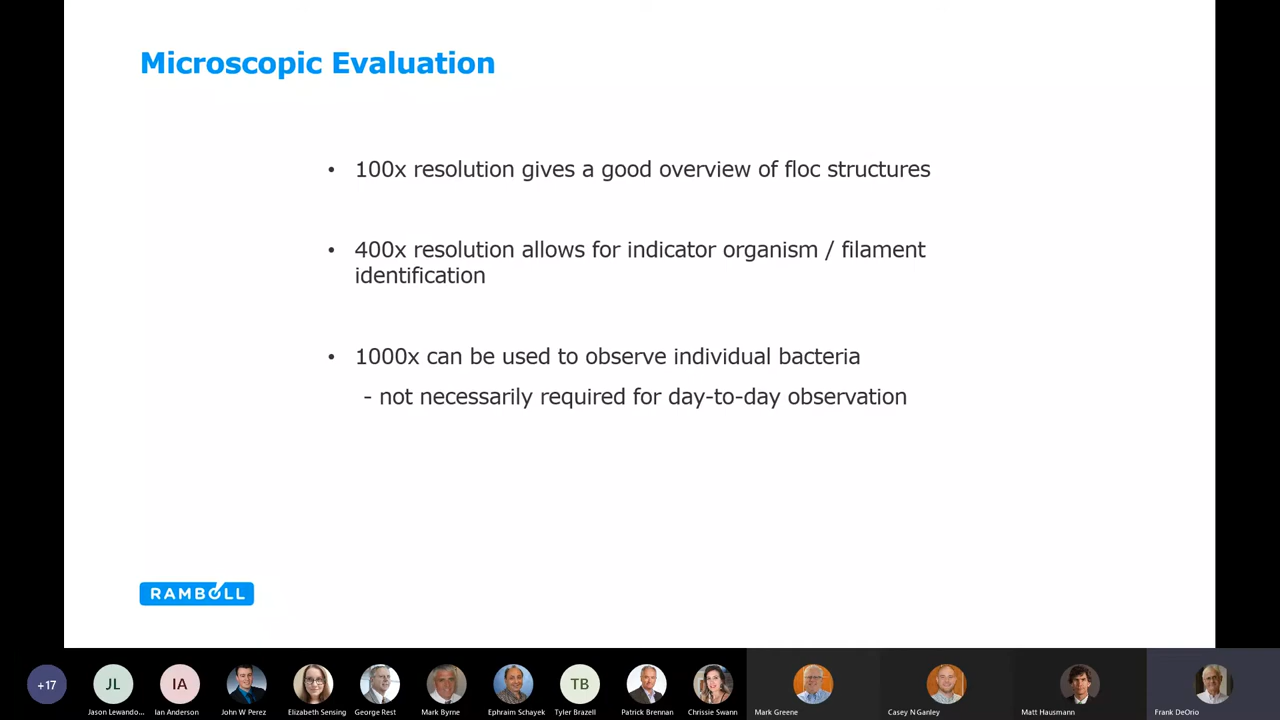 Microscopic Evaluation
• 100x resolution gives a good overview of floc structures
• 400x resolution allows for indicator organism / filament
identification
• 1000x can be used to observe individual bacteria
- not necessarily required for day-to-day observation
RAMBOLL
+17
JL
IA
TB
Jason Lewando...
Ian Anderson
John W Perez
Elizabeth Sensing
George Rest
Mark Byrne
Ephraim Schayek
Tyler Brazell
Patrick Brennan
Chrissie Swann
Mark Greene
Casey N Ganley
Matt Hausmann
Frank DeOrio